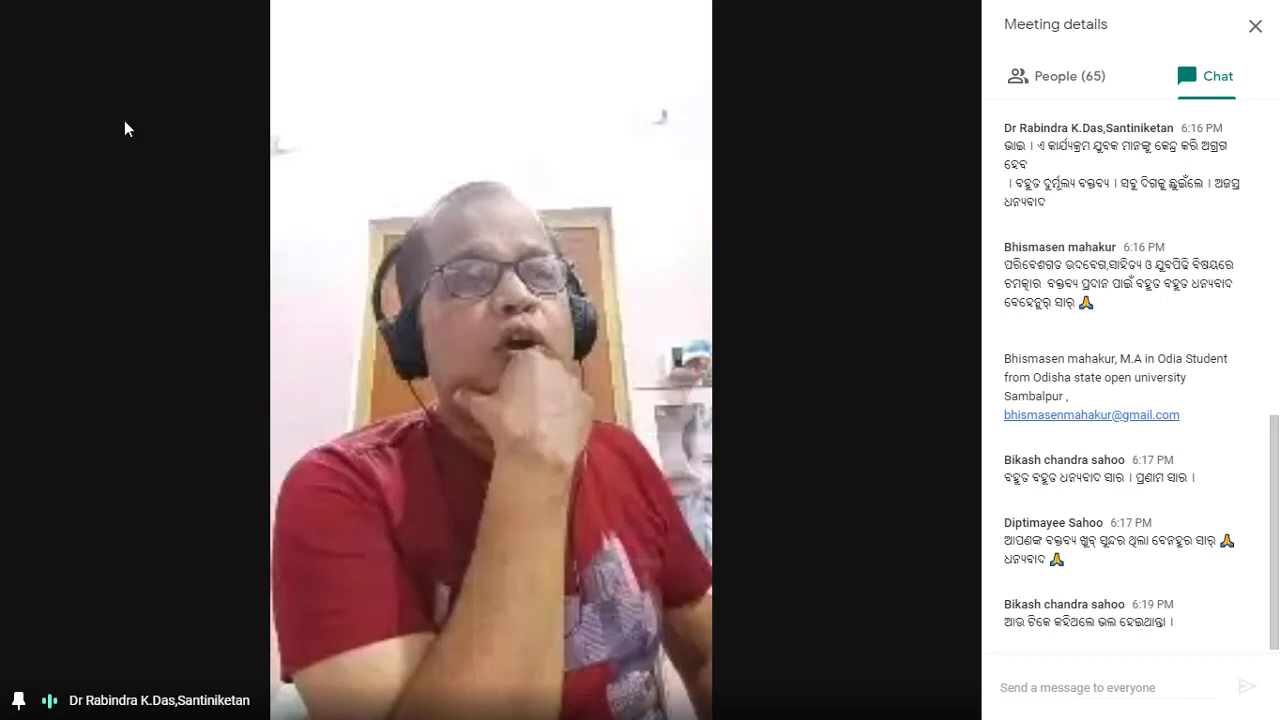 Meeting details
People (65)
Chat
Dr Rabindra K.Das,Santiniketan 6:16 PM
ଭାଇ । ଏ କାର୍ଯ୍ୟକ୍ରମ ଯୁବକ ମାନଙ୍କୁ କେନ୍ଦ୍ର କରି ଅଗ୍ରଗ
ହେବ
। ବହୁତ ଦୁର୍ମୂଲ୍ୟ ବକ୍ତବ୍ୟ । ସବୁ ଦିଗକୁ ଛୁଇଁଲେ । ଅଜସ୍ର
ଧନ୍ୟବାଦ
Bhismasen mahakur 6:16 PM
ପରିବେଶଗତ ଉଦବେଗ,ସାହିତ୍ୟ ଓ ଯୁବପିଢି ବିଷୟରେ
ଚମତ୍କାର ବକ୍ତବ୍ୟ ପ୍ରଦାନ ପାଇଁ ବହୁତ ବହୁତ ଧନ୍ୟବାଦ
ବେହେନୁର୍ ସାର୍ 🙏
Bhismasen mahakur, M.A in Odia Student
from Odisha state open university
Sambalpur ,
bhismasenmahakur@gmail.com
Bikash chandra sahoo 6:17 PM
ବହୁତ ବହୁତ ଧନ୍ୟବାଦ ସାର । ପ୍ରଣାମ ସାର ।
Diptimayee Sahoo 6:17 PM
ଆପଣଙ୍କ ବକ୍ତବ୍ୟ ଖୁବ୍ ସୁନ୍ଦର ଥିଲା ବେନହୁର ସାର୍ 🙏
ଧନ୍ୟବାଦ 🙏
Bikash chandra sahoo 6:19 PM
ଆଉ ଟିକେ କହିଥଲେ ଭଲ ହେଇଥାନ୍ତା ।
Send a message to everyone
Dr Rabindra K.Das,Santiniketan